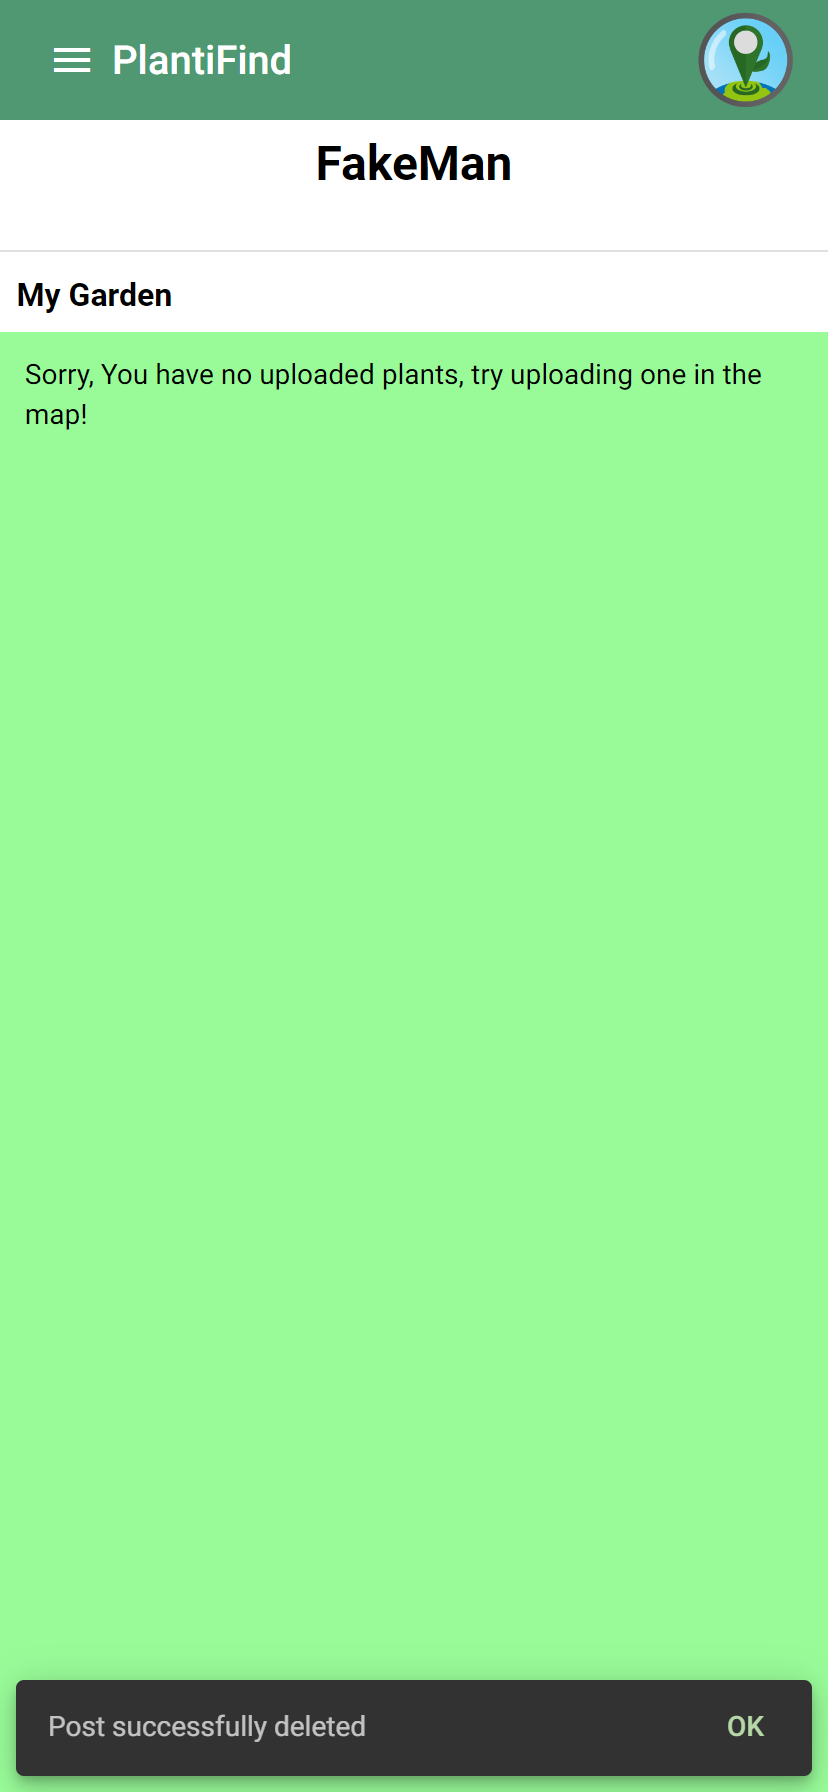 PlantiFind
FakeMan
My Garden
Sorry, You have no uploaded plants, try uploading one in the
map!
Post successfully deleted OK